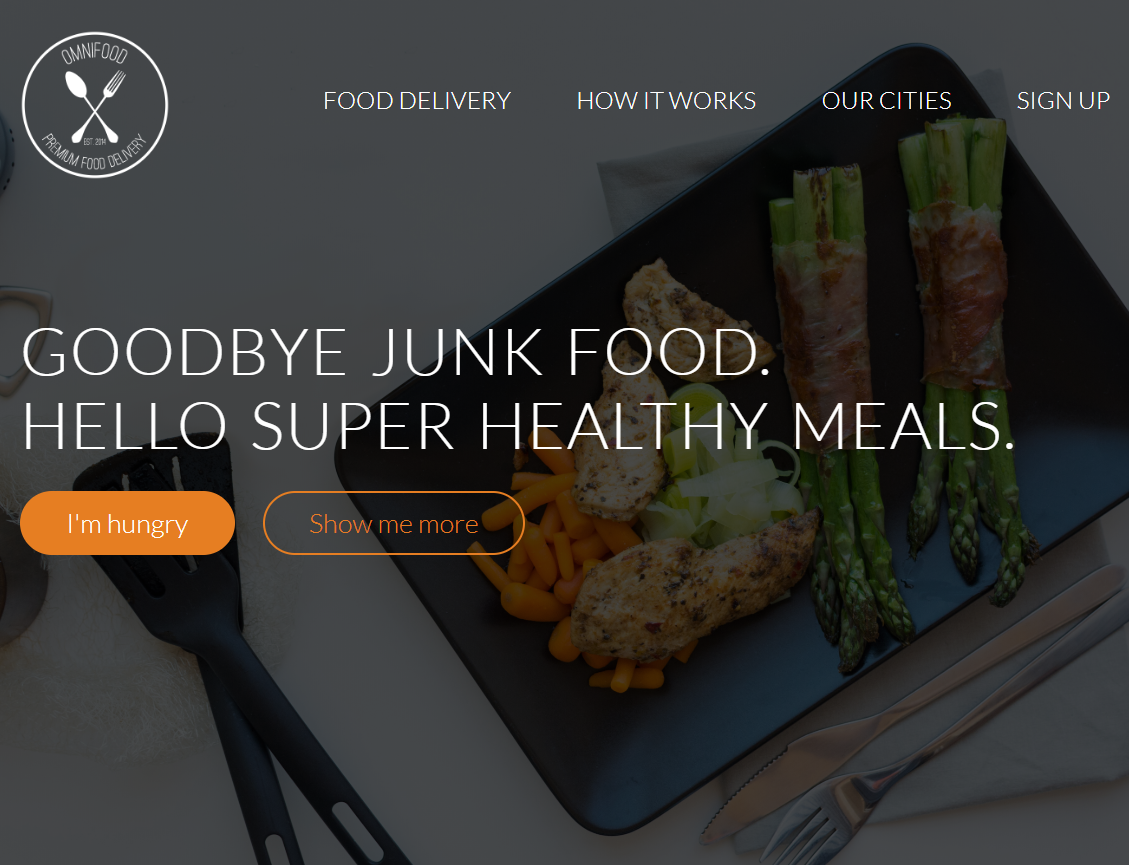 OMNIFOOD
EST. 2014
PREMIUM FOOD DELIVERY
FOOD DELIVERY
HOW IT WORKS
OUR CITIES
SIGN UP
GOODBYE JUNK FOOD.
HELLO SUPER HEALTHY MEALS.
I'm hungry
Show me more